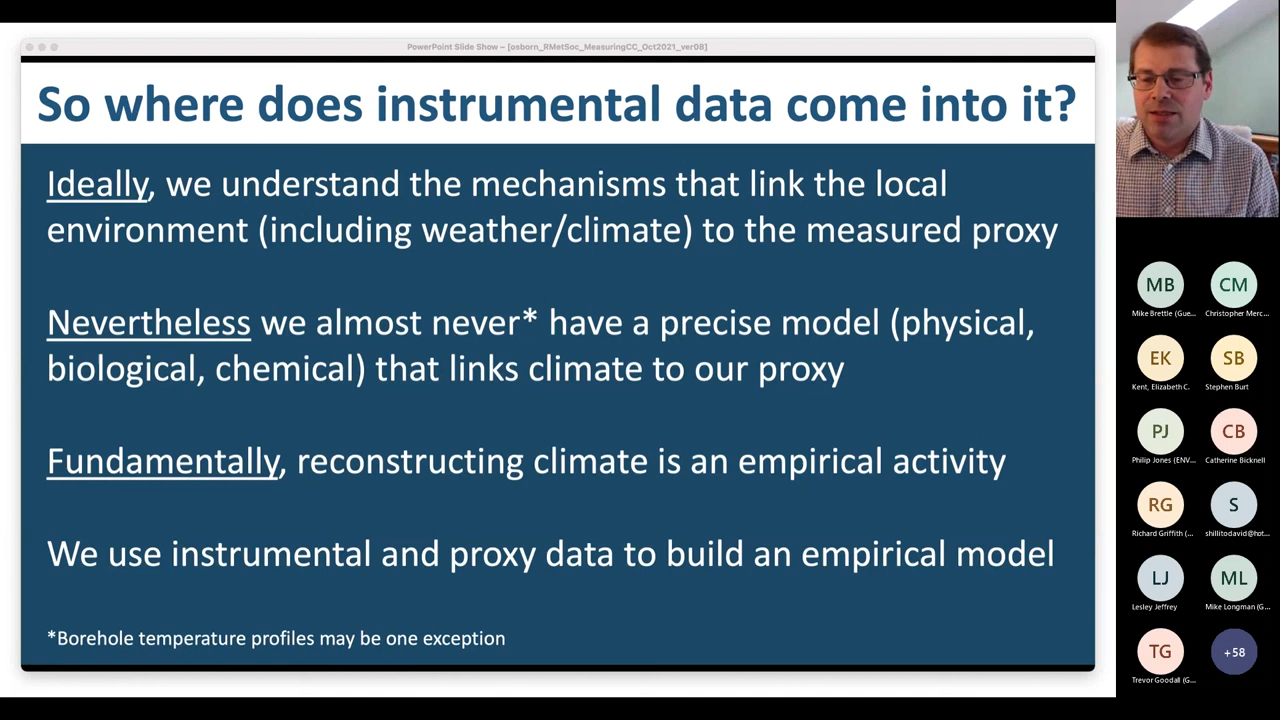 PowerPoint Slide Show – [osborn_RMetSoc_MeasuringCC_Oct2021_ver08]
So where does instrumental data come into it?
Ideally, we understand the mechanisms that link the local
environment (including weather/climate) to the measured proxy
Nevertheless we almost never* have a precise model (physical,
biological, chemical) that links climate to our proxy
Fundamentally, reconstructing climate is an empirical activity
We use instrumental and proxy data to build an empirical model
*Borehole temperature profiles may be one exception
MB
CM
Mike Brettle (Gue...
Christopher Merc...
EK
SB
Kent, Elizabeth C.
Stephen Burt
PJ
CB
Philip Jones (ENV...
Catherine Bicknell
RG
S
Richard Griffith (...
shillitodavid@hot...
LJ
ML
Lesley Jeffrey
Mike Longman (G...
TG
+58
Trevor Goodall (G...